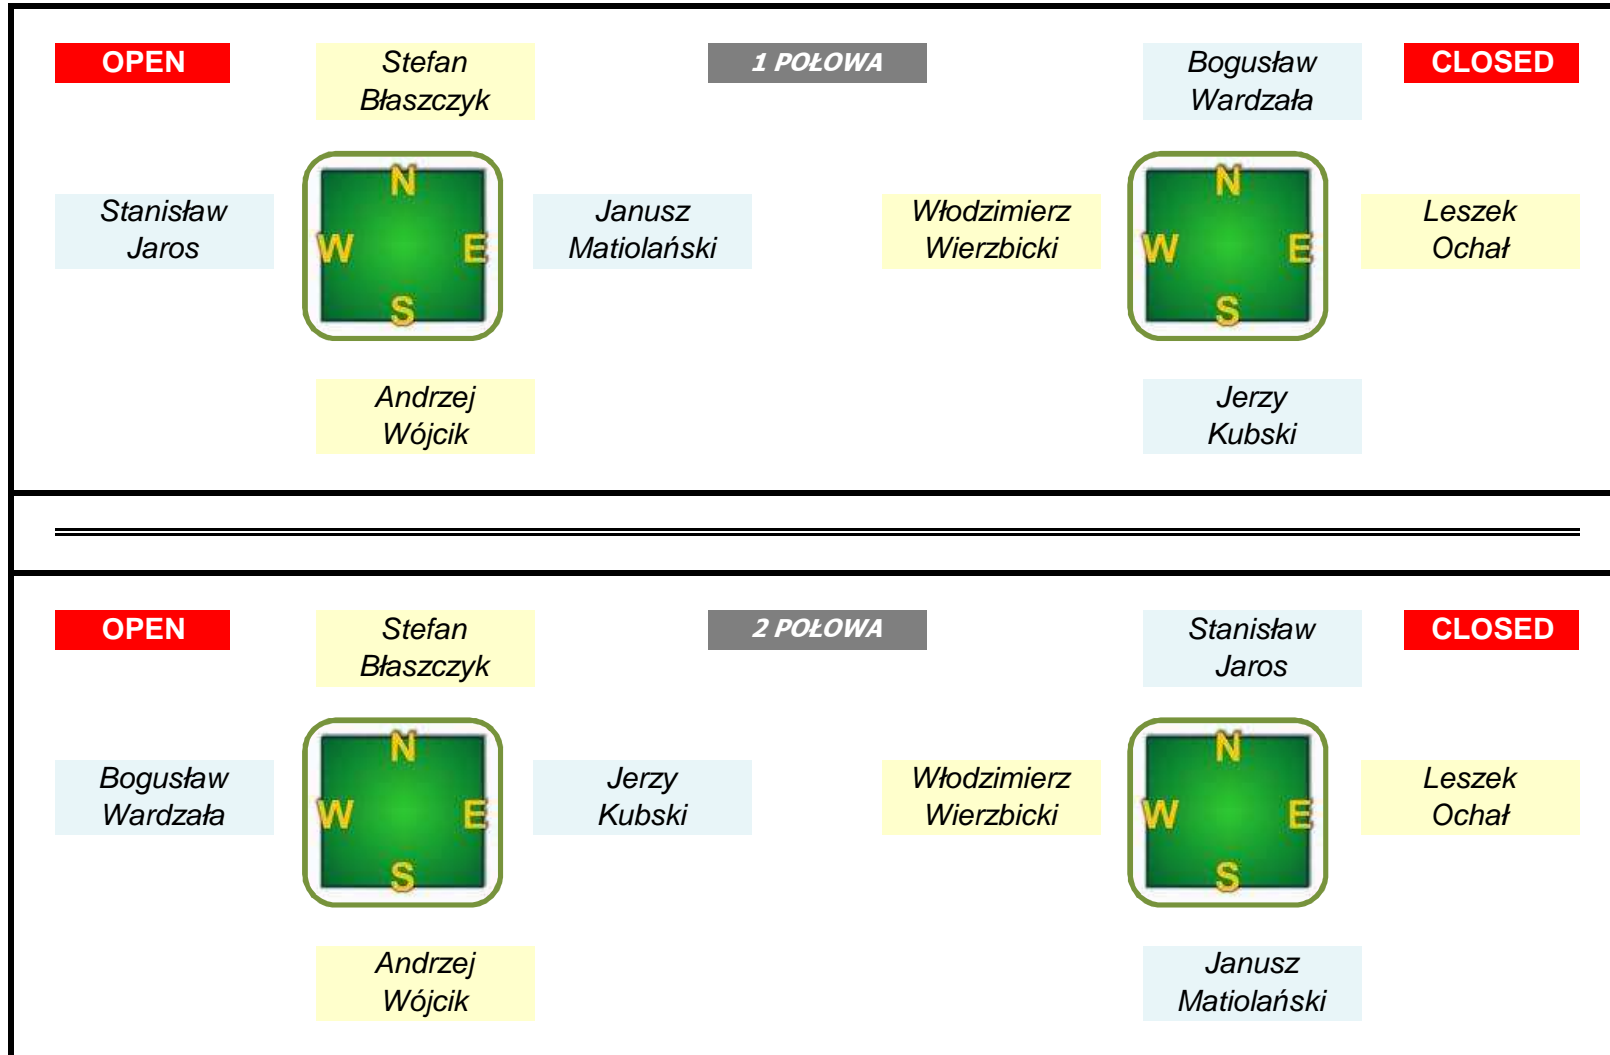 OPEN
Stefan
Błaszczyk
1 POŁOWA
Bogusław
Wardzała
CLOSED
Stanisław
Jaros
N
W
E
S
Janusz
Matiolański
Włodzimierz
Wierzbicki
N
W
E
S
Leszek
Ochał
Andrzej
Wójcik
Jerzy
Kubski
OPEN
Stefan
Błaszczyk
2 POŁOWA
Stanisław
Jaros
CLOSED
Bogusław
Wardzała
N
W
E
S
Jerzy
Kubski
Włodzimierz
Wierzbicki
N
W
E
S
Leszek
Ochał
Andrzej
Wójcik
Janusz
Matiolański